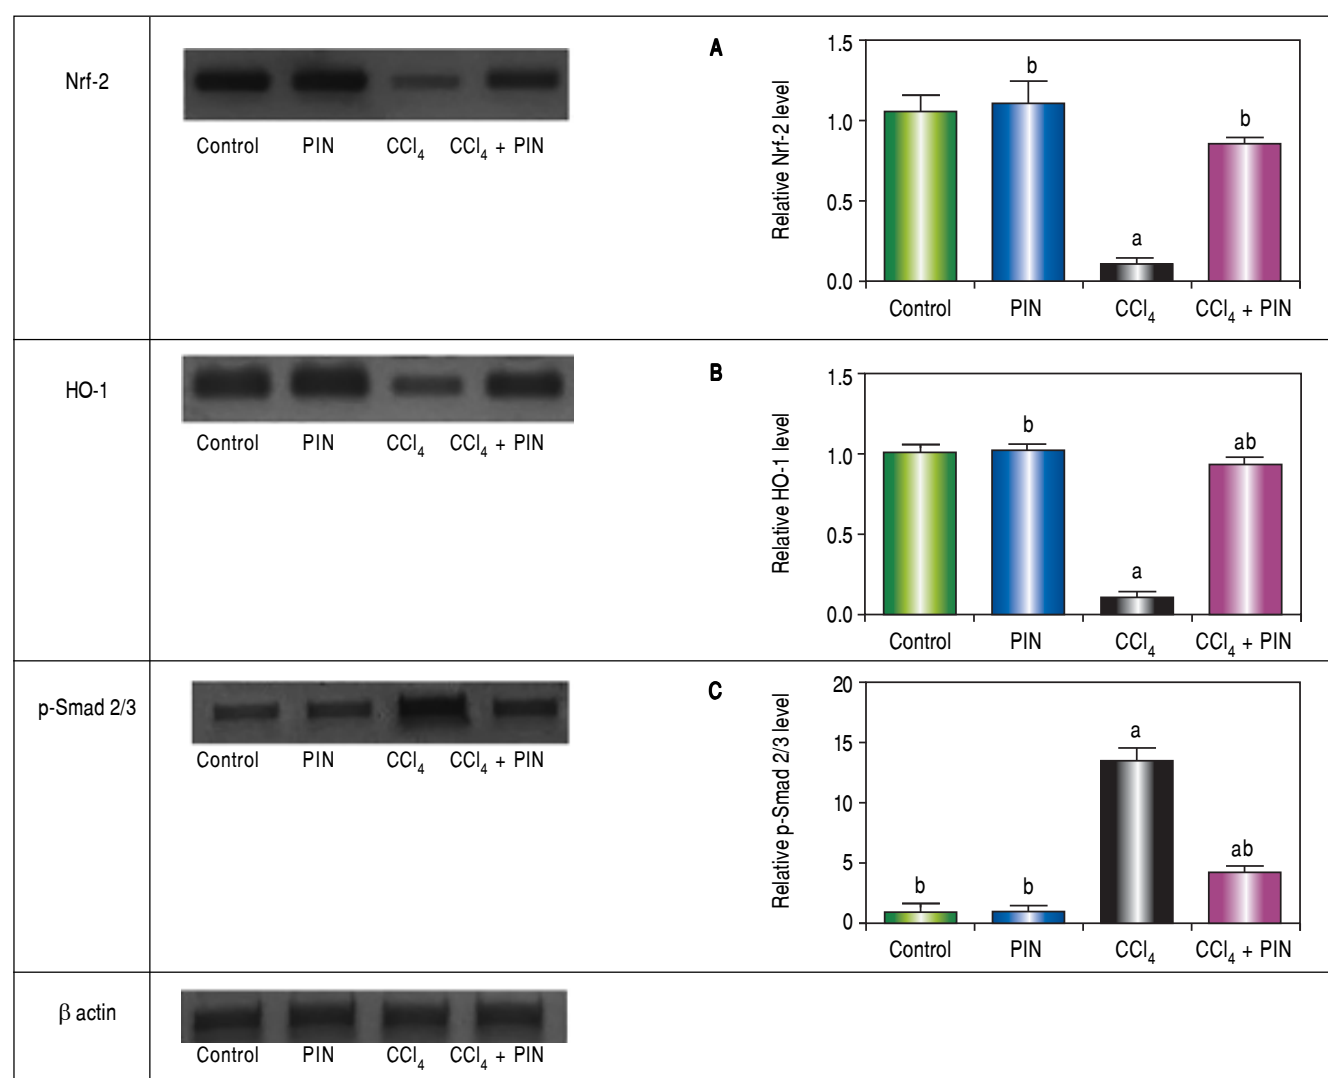 Nrf-2
Control PIN CCl4 CCl4 + PIN
A
Relative Nrf-2 level
1.5
1.0
0.5
0.0
b
a
b
Control PIN CCl4 CCl4 + PIN
HO-1
Control PIN CCl4 CCl4 + PIN
B
Relative HO-1 level
1.5
1.0
0.5
0.0
b
a
ab
Control PIN CCl4 CCl4 + PIN
p-Smad 2/3
Control PIN CCl4 CCl4 + PIN
C
Relative p-Smad 2/3 level
20
15
10
5
0
b
b
a
ab
Control PIN CCl4 CCl4 + PIN
β actin
Control PIN CCl4 CCl4 + PIN